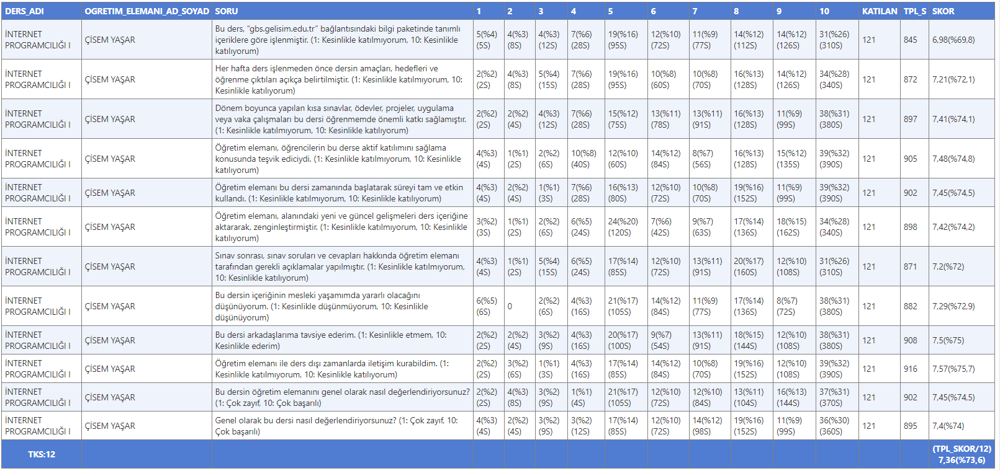 DERS_ADI OGRETIM_ELEMANI_AD_SOYAD SORU 1 2 3 4 5 6 7 8 9 10 KATILAN TPL_S SKOR
İNTERNET PROGRAMCILIĞI I ÇİSEM YAŞAR Bu ders, “gbs.gelisim.edu.tr” bağlantısındaki bilgi paketinde tanımlı
içeriklere göre işlenmiştir. (1: Kesinlikle katılmıyorum, 10: Kesinlikle
katılıyorum) 5(%4) (5S) 4(%3) (8S) 4(%3) (12S) 7(%6) (28S) 19(%16) (95S) 12(%10) (72S) 11(%9) (77S) 14(%12) (112S) 14(%12) (126S) 31(%26) (310S) 121 845 6,98(%69,8)
İNTERNET PROGRAMCILIĞI I ÇİSEM YAŞAR Her hafta ders işlenmeden önce dersin amaçları, hedefleri ve
öğrenme çıktıları açıkça belirtilmiştir. (1: Kesinlikle katılmıyorum, 10:
Kesinlikle katılıyorum) 2(%2) (2S) 4(%3) (8S) 5(%4) (15S) 7(%6) (28S) 19(%16) (95S) 10(%8) (60S) 10(%8) (70S) 16(%13) (128S) 14(%12) (126S) 34(%28) (340S) 121 872 7,21(%72,1)
İNTERNET PROGRAMCILIĞI I ÇİSEM YAŞAR Dönem boyunca yapılan kısa sınavlar, ödevler, projeler, uygulama
veya vaka çalışmaları bu dersi öğrenmemde önemli katkı sağlamıştır.
(1: Kesinlikle katılmıyorum, 10: Kesinlikle katılıyorum) 2(%2) (2S) 2(%2) (4S) 4(%3) (12S) 7(%6) (28S) 15(%12) (75S) 13(%11) (78S) 13(%11) (91S) 16(%13) (128S) 11(%9) (99S) 38(%31) (380S) 121 897 7,41(%74,1)
İNTERNET PROGRAMCILIĞI I ÇİSEM YAŞAR Öğretim elemanı, öğrencilerin bu derse aktif katılımını sağlama
konusunda teşvik ediciydi. (1: Kesinlikle katılmıyorum, 10: Kesinlikle
katılıyorum) 4(%3) (4S) 1(%1) (2S) 2(%2) (6S) 10(%8) (40S) 12(%10) (60S) 14(%12) (84S) 8(%7) (56S) 16(%13) (128S) 15(%12) (135S) 39(%32) (390S) 121 905 7,48(%74,8)
İNTERNET PROGRAMCILIĞI I ÇİSEM YAŞAR Öğretim elemanı bu dersi zamanında başlatarak süreyi tam ve etkin
kullandı. (1: Kesinlikle katılmıyorum, 10: Kesinlikle katılıyorum) 4(%3) (4S) 2(%2) (4S) 1(%1) (3S) 7(%6) (28S) 16(%13) (80S) 12(%10) (72S) 10(%8) (70S) 19(%16) (152S) 11(%9) (99S) 39(%32) (390S) 121 902 7,45(%74,5)
İNTERNET PROGRAMCILIĞI I ÇİSEM YAŞAR Öğretim elemanı, alanındaki yeni ve güncel gelişmeleri ders içeriğine
aktararak, zenginleştirmiştir. (1: Kesinlikle katılmıyorum, 10: Kesinlikle
katılıyorum) 3(%2) (3S) 1(%1) (2S) 2(%2) (6S) 6(%5) (24S) 24(%20) (120S) 7(%6) (42S) 9(%7) (63S) 17(%14) (136S) 18(%15) (162S) 34(%28) (340S) 121 898 7,42(%74,2)
İNTERNET PROGRAMCILIĞI I ÇİSEM YAŞAR Sınav sonrası, sınav soruları ve cevapları hakkında öğretim elemanı
tarafından gerekli açıklamalar yapılmıştır. (1: Kesinlikle katılmıyorum,
10: Kesinlikle katılıyorum) 4(%3) (4S) 1(%1) (2S) 5(%4) (15S) 6(%5) (24S) 17(%14) (85S) 12(%10) (72S) 13(%11) (91S) 20(%17) (160S) 12(%10) (108S) 31(%26) (310S) 121 871 7,2(%72)
İNTERNET PROGRAMCILIĞI I ÇİSEM YAŞAR Bu dersin içeriğinin mesleki yaşamımda yararlı olacağını
düşünüyorum. (1: Kesinlikle düşünmüyorum, 10: Kesinlikle
düşünüyorum) 6(%5) (6S) 0 2(%2) (6S) 4(%3) (16S) 21(%17) (105S) 14(%12) (84S) 11(%9) (77S) 17(%14) (136S) 8(%7) (72S) 38(%31) (380S) 121 882 7,29(%72,9)
İNTERNET PROGRAMCILIĞI I ÇİSEM YAŞAR Bu dersi arkadaşlarıma tavsiye ederim. (1: Kesinlikle etmem, 10:
Kesinlikle ederim) 2(%2) (2S) 2(%2) (4S) 3(%2) (9S) 4(%3) (16S) 20(%17) (100S) 9(%7) (54S) 13(%11) (91S) 18(%15) (144S) 12(%10) (108S) 38(%31) (380S) 121 908 7,5(%75)
İNTERNET PROGRAMCILIĞI I ÇİSEM YAŞAR Öğretim elemanı ile ders dışı zamanlarda iletişim kurabildim. (1:
Kesinlikle katılmıyorum, 10: Kesinlikle katılıyorum) 2(%2) (2S) 3(%2) (6S) 1(%1) (3S) 4(%3) (16S) 17(%14) (85S) 14(%12) (84S) 10(%8) (70S) 19(%16) (152S) 12(%10) (108S) 39(%32) (390S) 121 916 7,57(%75,7)
İNTERNET PROGRAMCILIĞI I ÇİSEM YAŞAR Bu dersin öğretim elemanını genel olarak nasıl değerlendiriyorsunuz?
(1: Çok zayıf, 10: Çok başarılı) 2(%2) (2S) 4(%3) (8S) 3(%2) (9S) 1(%1) (4S) 21(%17) (105S) 12(%10) (72S) 12(%10) (84S) 13(%11) (104S) 16(%13) (144S) 37(%31) (370S) 121 902 7,45(%74,5)
İNTERNET PROGRAMCILIĞI I ÇİSEM YAŞAR Genel olarak bu dersi nasıl değerlendiriyorsunuz? (1: Çok zayıf, 10:
Çok başarılı) 4(%3) (4S) 2(%2) (4S) 3(%2) (9S) 3(%2) (12S) 17(%14) (85S) 12(%10) (72S) 14(%12) (98S) 19(%16) (152S) 11(%9) (99S) 36(%30) (360S) 121 895 7,4(%74)
TKS:12 (TPL_SKOR/12)
7,36(%73,6)